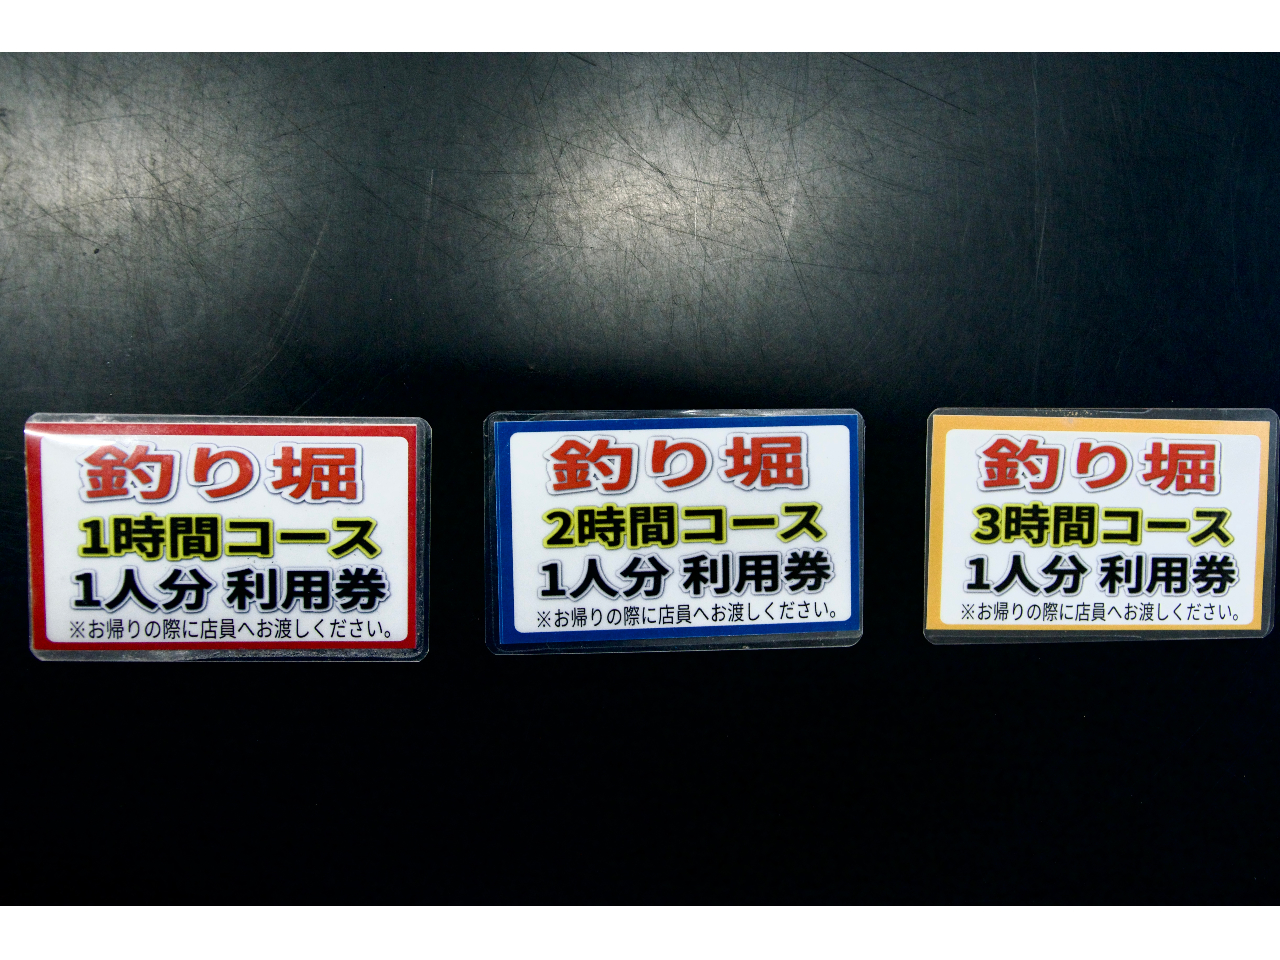 釣り堀
1時間コース
1人分 利用券
※お帰りの際に店員へお渡しください。
釣り堀
2時間コース
1人分 利用券
※お帰りの際に店員へお渡しください。
釣り堀
3時間コース
1人分 利用券
※お帰りの際に店員へお渡しください。